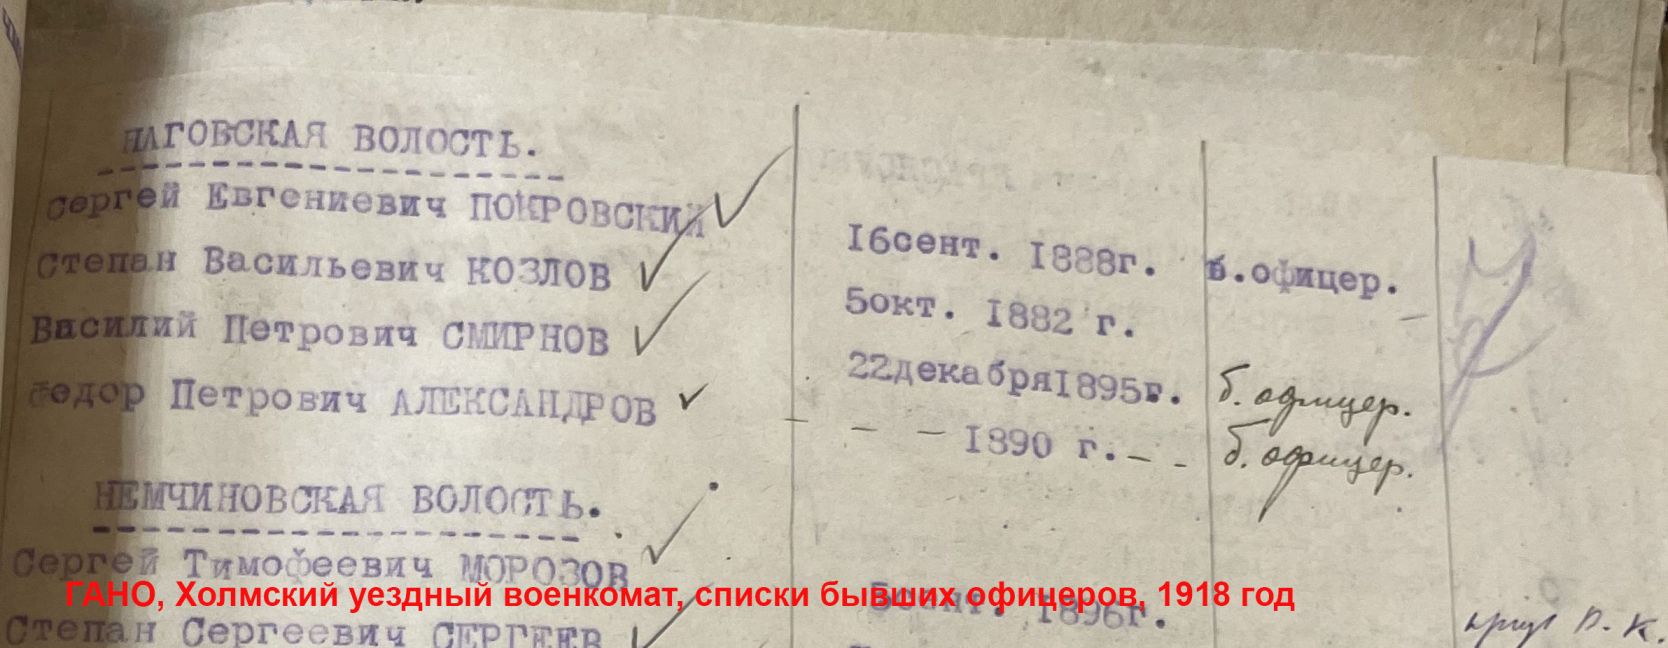 НАГОВСКАЯ ВОЛОСТЬ.
Сергей Евгениевич ПОКРОВСКИЙ 16сент. 1888г. б.офицер.
Степан Васильевич КОЗЛОВ 5окт. 1882 г.
Василий Петрович СМИРНОВ 22декабря1895г. б. офицер.
Федор Петрович АЛЕКСАНДРОВ - - - 1890 г. - - б. офицер.
НЕМЧИНОВСКАЯ ВОЛОСТЬ.
Сергей Тимофеевич МОРОЗОВ 5сент. 1896г.
ГАНО, Холмский уездный военкомат, списки бывших офицеров, 1918 год
Степан Сергеевич СЕРГЕЕВ